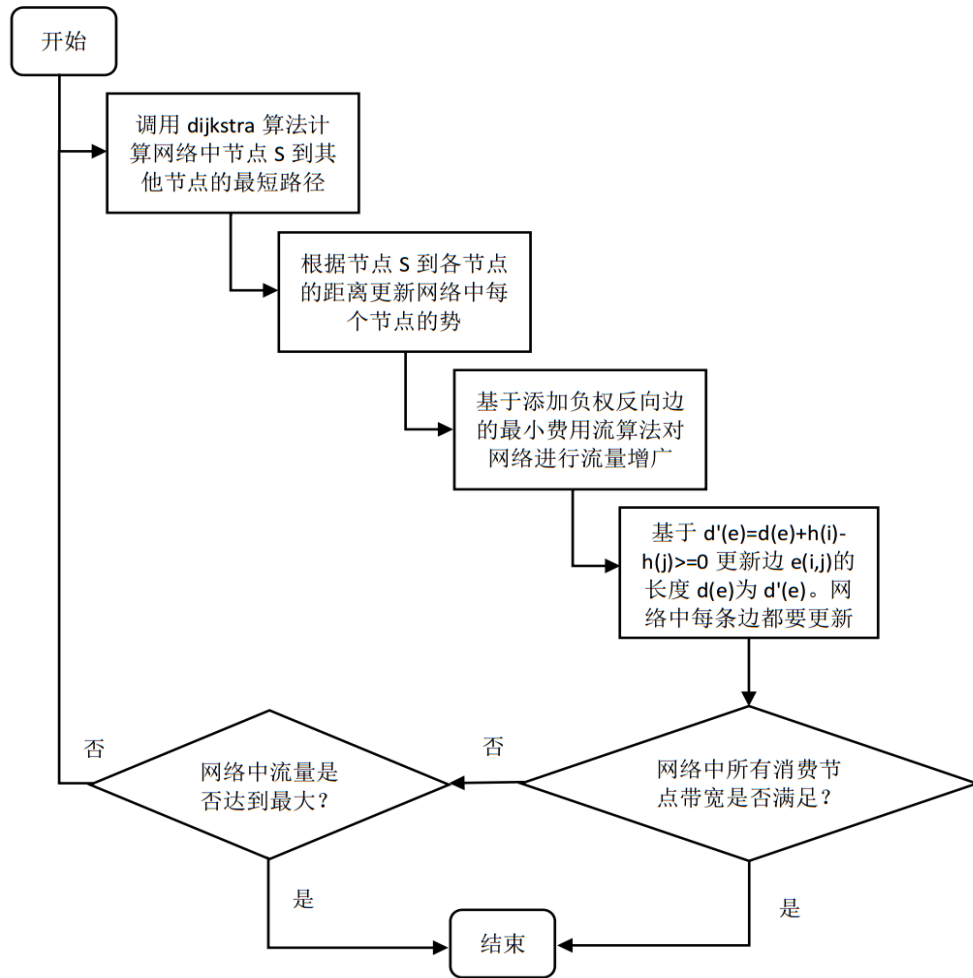 开始
调用 dijkstra 算法计
算网络中节点 S 到其
他节点的最短路径
根据节点 S 到各节点
的距离更新网络中每
个节点的势
基于添加负权反向边
的最小费用流算法对
网络进行流量增广
基于 d'(e)=d(e)+h(i)-
h(j)>=0 更新边 e(i,j)的
长度 d(e)为 d'(e)。网
络中每条边都要更新
否
网络中流量是
否达到最大？
否
网络中所有消费节
点带宽是否满足？
是
是
结束